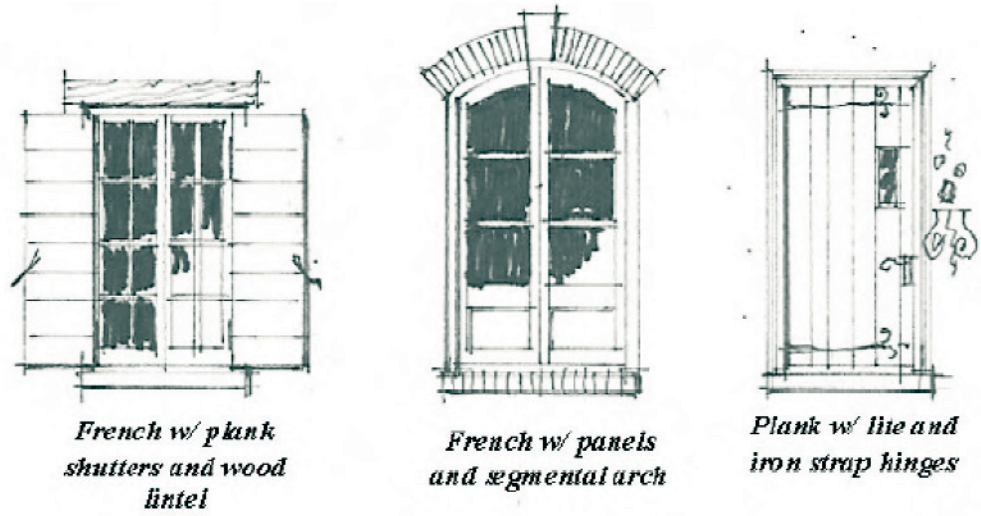 French w/ plank
shutters and wood
lintel
French w/ panels
and segmental arch
Plank w/ lite and
iron strap hinges